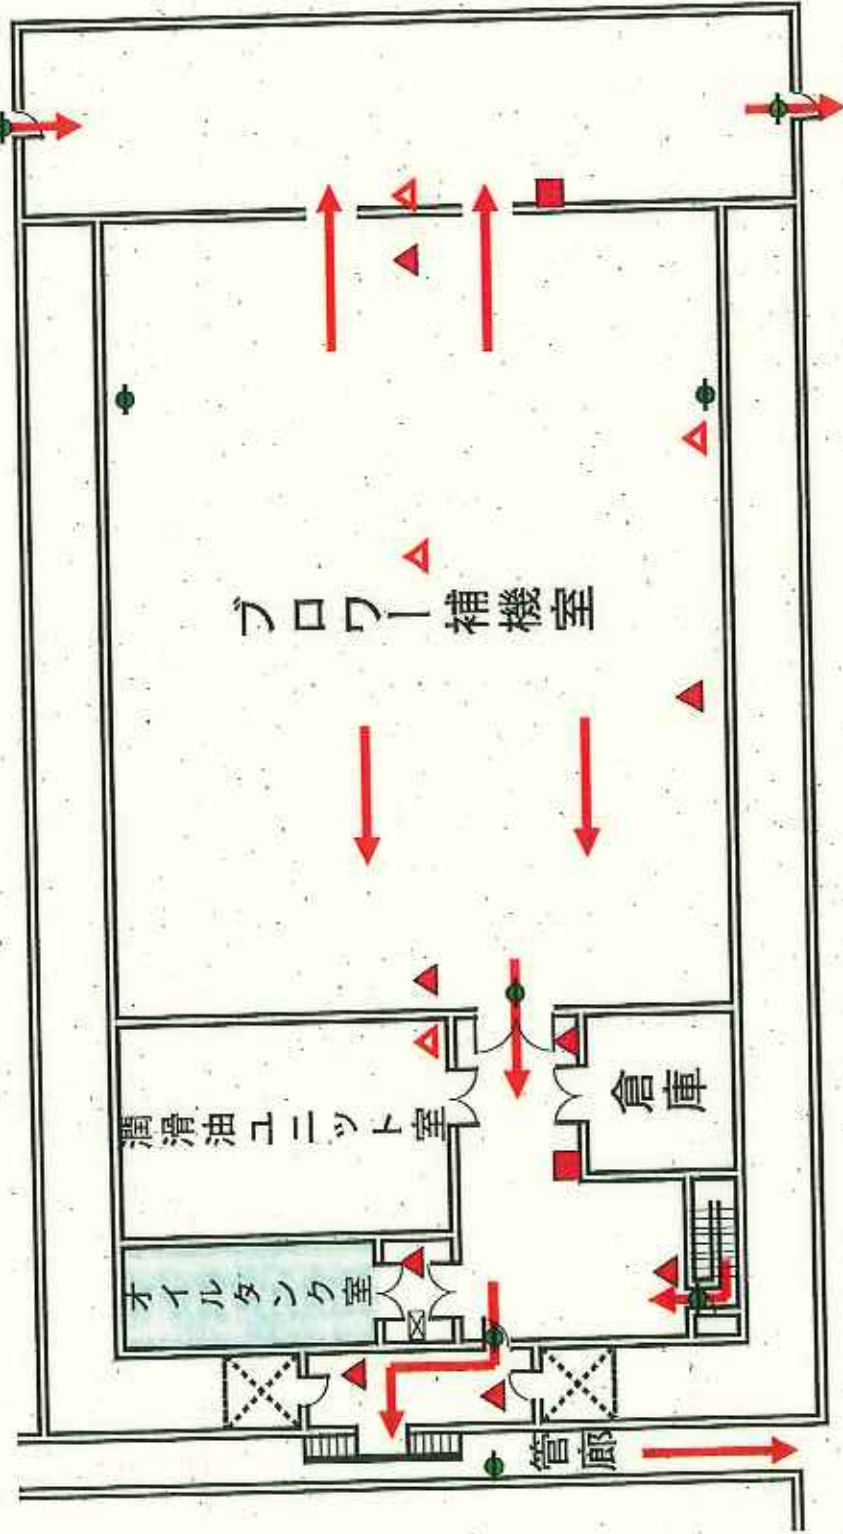 ブロワー補機室
潤滑油ユニット室
倉庫
オイルタンク室
管廊